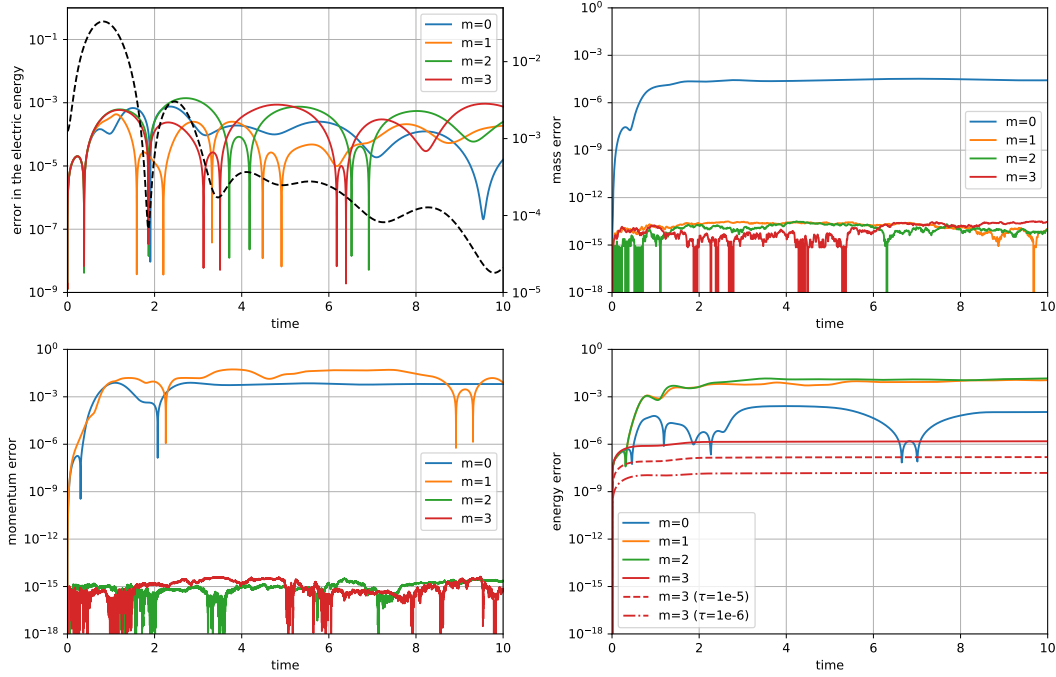 10⁻¹
10⁻³
10⁻⁵
10⁻⁷
10⁻⁹
error in the electric energy
m=0
m=1
m=2
m=3
10⁻²
10⁻³
10⁻⁴
10⁻⁵
0 2 4 6 8 10
time
10⁰
10⁻³
10⁻⁶
10⁻⁹
10⁻¹²
10⁻¹⁵
10⁻¹⁸
mass error
m=0
m=1
m=2
m=3
0 2 4 6 8 10
time
10⁰
10⁻³
10⁻⁶
10⁻⁹
10⁻¹²
10⁻¹⁵
10⁻¹⁸
momentum error
m=0
m=1
m=2
m=3
0 2 4 6 8 10
time
10⁰
10⁻³
10⁻⁶
10⁻⁹
10⁻¹²
10⁻¹⁵
10⁻¹⁸
energy error
m=0
m=1
m=2
m=3
m=3 (τ=1e-5)
m=3 (τ=1e-6)
0 2 4 6 8 10
time